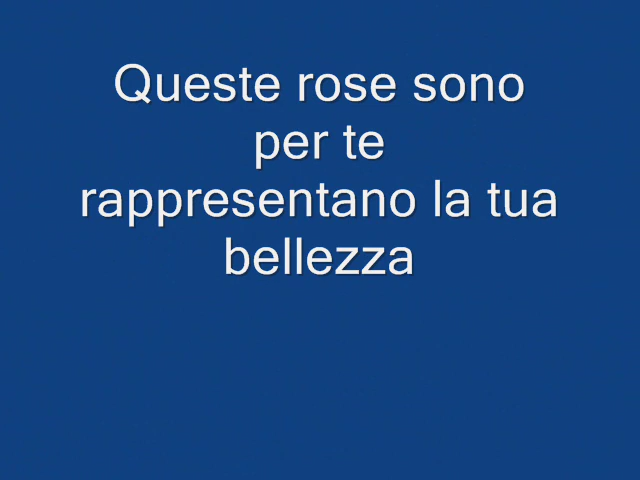 Queste rose sono
per te
rappresentano la tua
bellezza